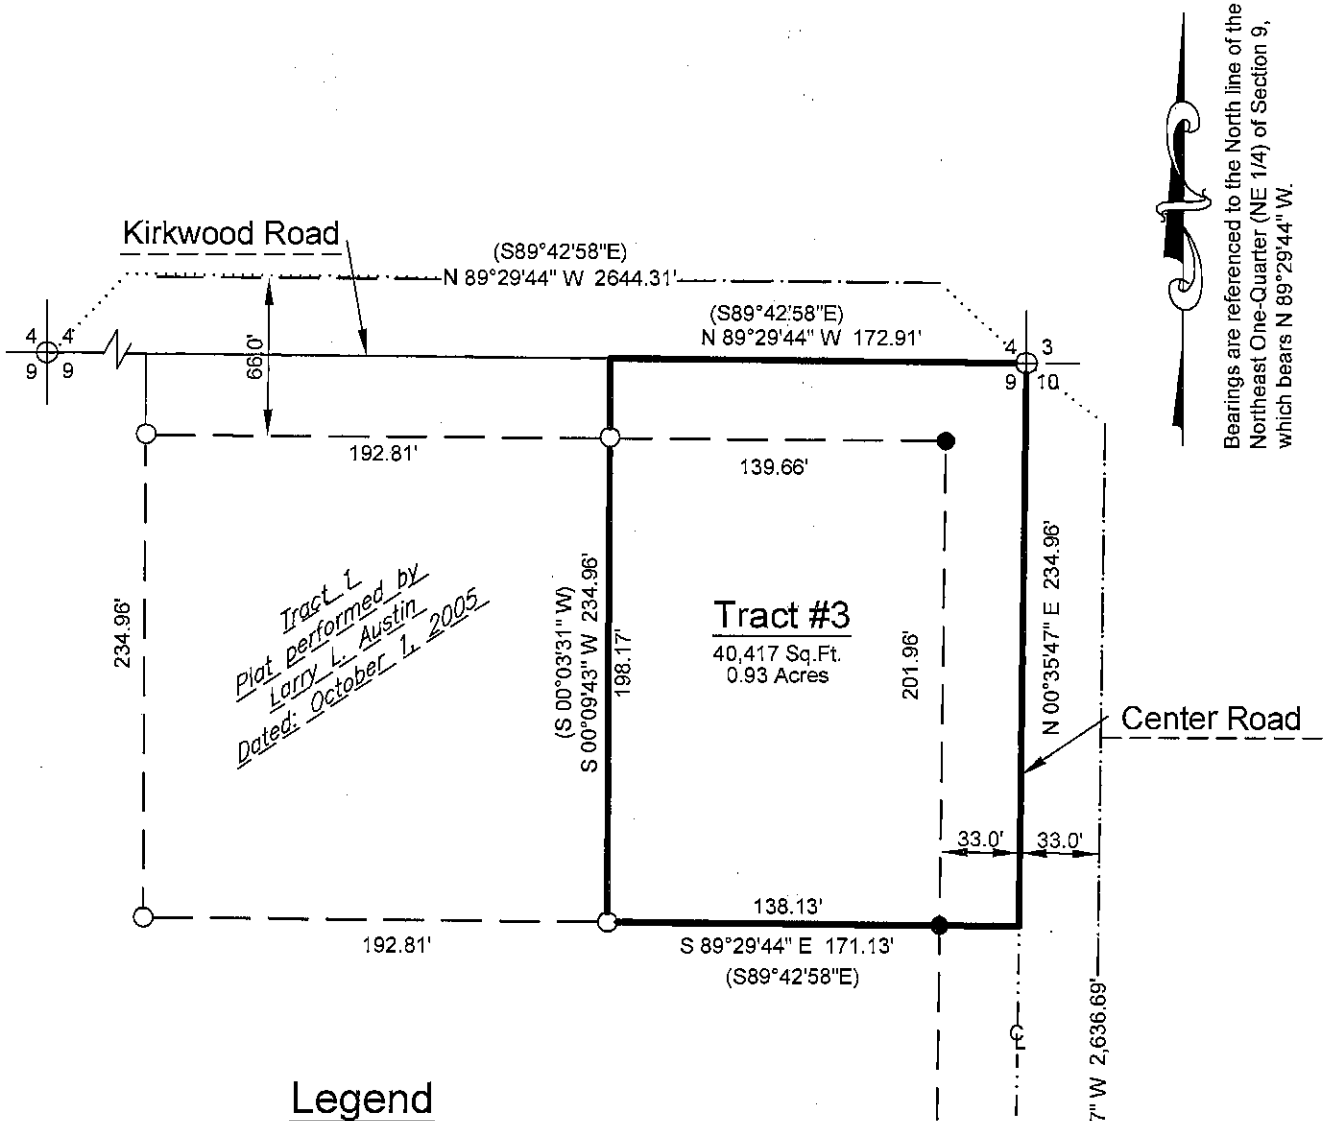 Bearings are referenced to the North line of the
Northeast One-Quarter (NE 1/4) of Section 9,
which bears N 89°29'44" W.
Kirkwood Road
(S89°42'58"E)
N 89°29'44" W 2644.31'
(S89°42'58"E)
N 89°29'44" W 172.91'
4 4
9 9
66.0'
4 3
9 10
192.81'
139.66'
234.96'
Tract 1
Plat performed by
Larry L. Austin
Dated: October 1, 2005
(S 00°03'31" W)
S 00°09'43" W 234.96'
198.17'
Tract #3
40,417 Sq.Ft.
0.93 Acres
201.96'
N 00°35'47" E 234.96'
Center Road
33.0'
33.0'
138.13'
192.81'
S 89°29'44" E 171.13'
(S89°42'58"E)
CL
7" W 2,636.69'
Legend